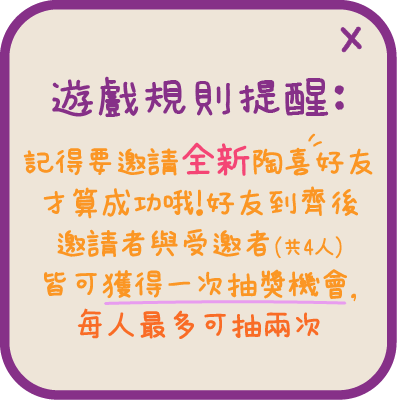 X
遊戲規則提醒：
記得要邀請全新陶喜好友
才算成功哦!好友到齊後
邀請者與受邀者(共4人)
皆可獲得一次抽獎機會,
每人最多可抽兩次